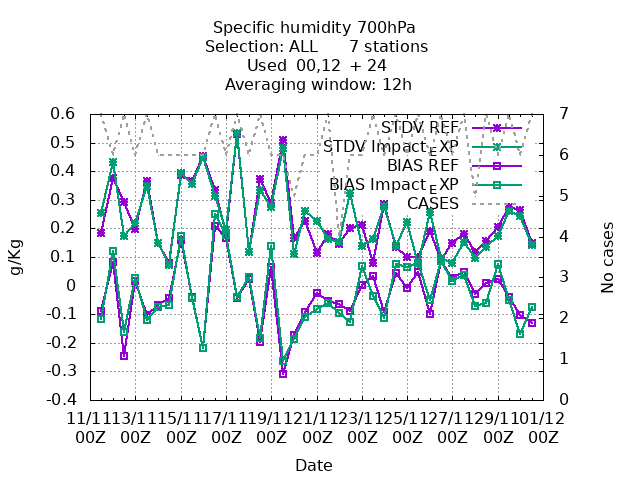 Specific humidity 700hPa
Selection: ALL 7 stations
Used 00,12 + 24
Averaging window: 12h
0.6
0.5
0.4
0.3
0.2
0.1
0
-0.1
-0.2
-0.3
-0.4
7
6
5
4
3
2
1
0
STDV REF
STDV Impact_EXP
BIAS REF
BIAS Impact_EXP
CASES
g/Kg
No cases
11/11 13/11 15/11 17/11 19/11 21/11 23/11 25/11 27/11 29/11 01/12
00Z 00Z 00Z 00Z 00Z 00Z 00Z 00Z 00Z 00Z 00Z
Date